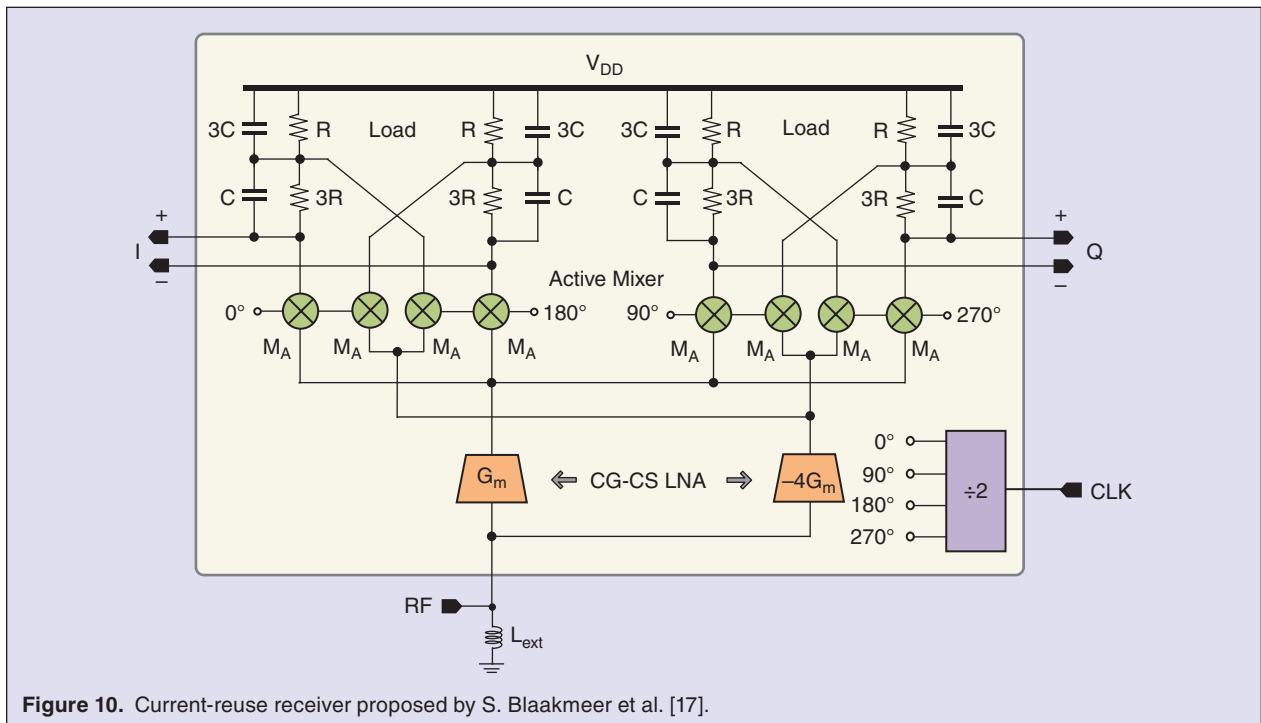 V_DD
3C R Load R 3C 3C R Load R 3C
C 3R 3R C C 3R 3R C
+ +
I Q
− −
Active Mixer
0° 180° 90° 270°
M_A M_A M_A M_A M_A M_A M_A M_A
G_m CG-CS LNA −4G_m
0°
90°
180°
270°
÷2
CLK
RF
L_ext
Figure 10. Current-reuse receiver proposed by S. Blaakmeer et al. [17].